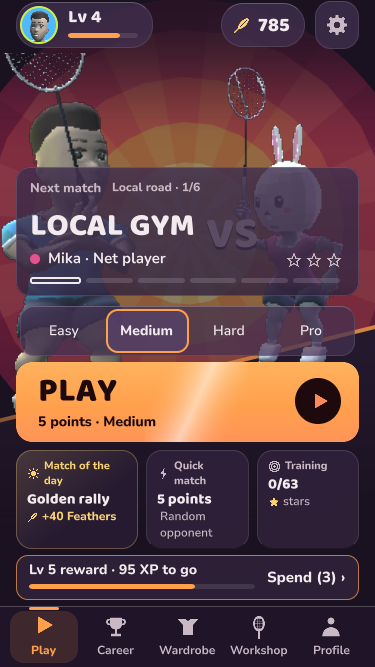 Lv 4
785
Next match Local road · 1/6
LOCAL GYM
VS
Mika · Net player
Easy Medium Hard Pro
PLAY
5 points · Medium
Match of the
day
Golden rally
+40 Feathers
Quick
match
5 points
Random
opponent
Training
0/63
stars
Lv 5 reward · 95 XP to go
Spend (3) ›
Play Career Wardrobe Workshop Profile